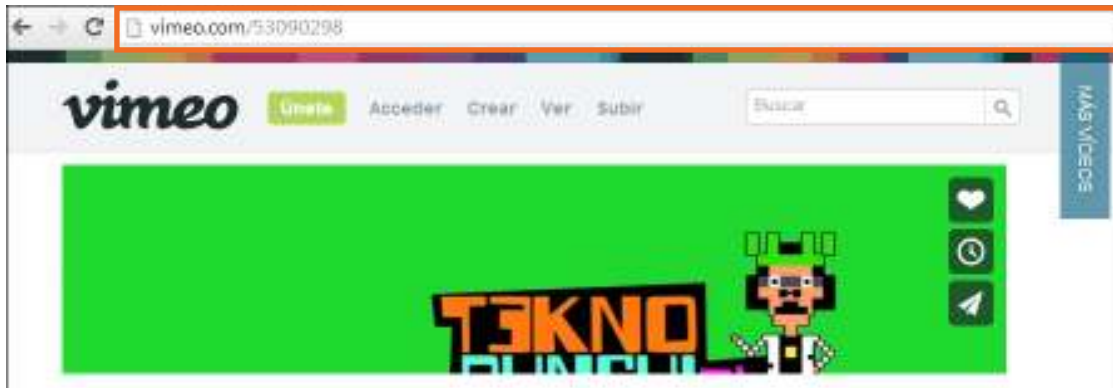 vimeo.com/53090298
vimeo Únete Acceder Crear Ver Subir Buscar
MÁS VÍDEOS
T3KNO